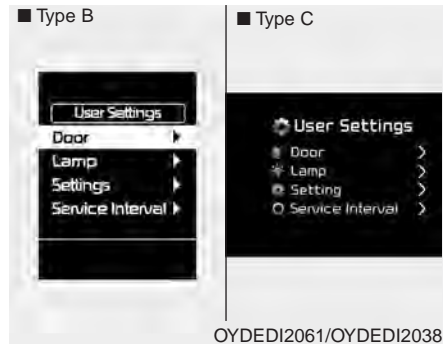 ■ Type B
User Settings
Door
Lamp
Settings
Service Interval
■ Type C
User Settings
Door
Lamp
Setting
Service Interval
OYDEDI2061/OYDEDI2038